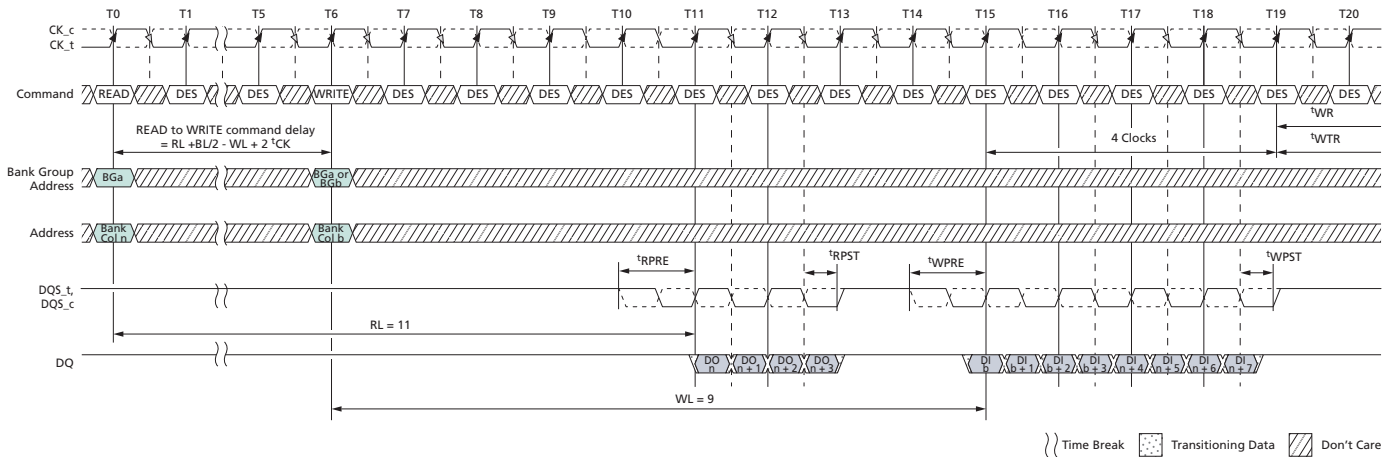 T0 T1 T5 T6 T7 T8 T9 T10 T11 T12 T13 T14 T15 T16 T17 T18 T19 T20
CK_c
CK_t
Command READ DES DES WRITE DES DES DES DES DES DES DES DES DES DES DES DES DES DES
READ to WRITE command delay
= RL +BL/2 - WL + 2 tCK
4 Clocks
tWR
tWTR
Bank Group
Address
BGa
BGa or
BGb
Address
Bank
Col n
Bank
Col b
tRPRE tRPST tWPRE tWPST
DQS_t,
DQS_c
RL = 11
DQ
DO
n
DO
n + 1
DO
n + 2
DO
n + 3
DI
b
DI
b + 1
DI
b + 2
DI
b + 3
DI
n + 4
DI
n + 5
DI
n + 6
DI
n + 7
WL = 9
Time Break Transitioning Data Don't Care